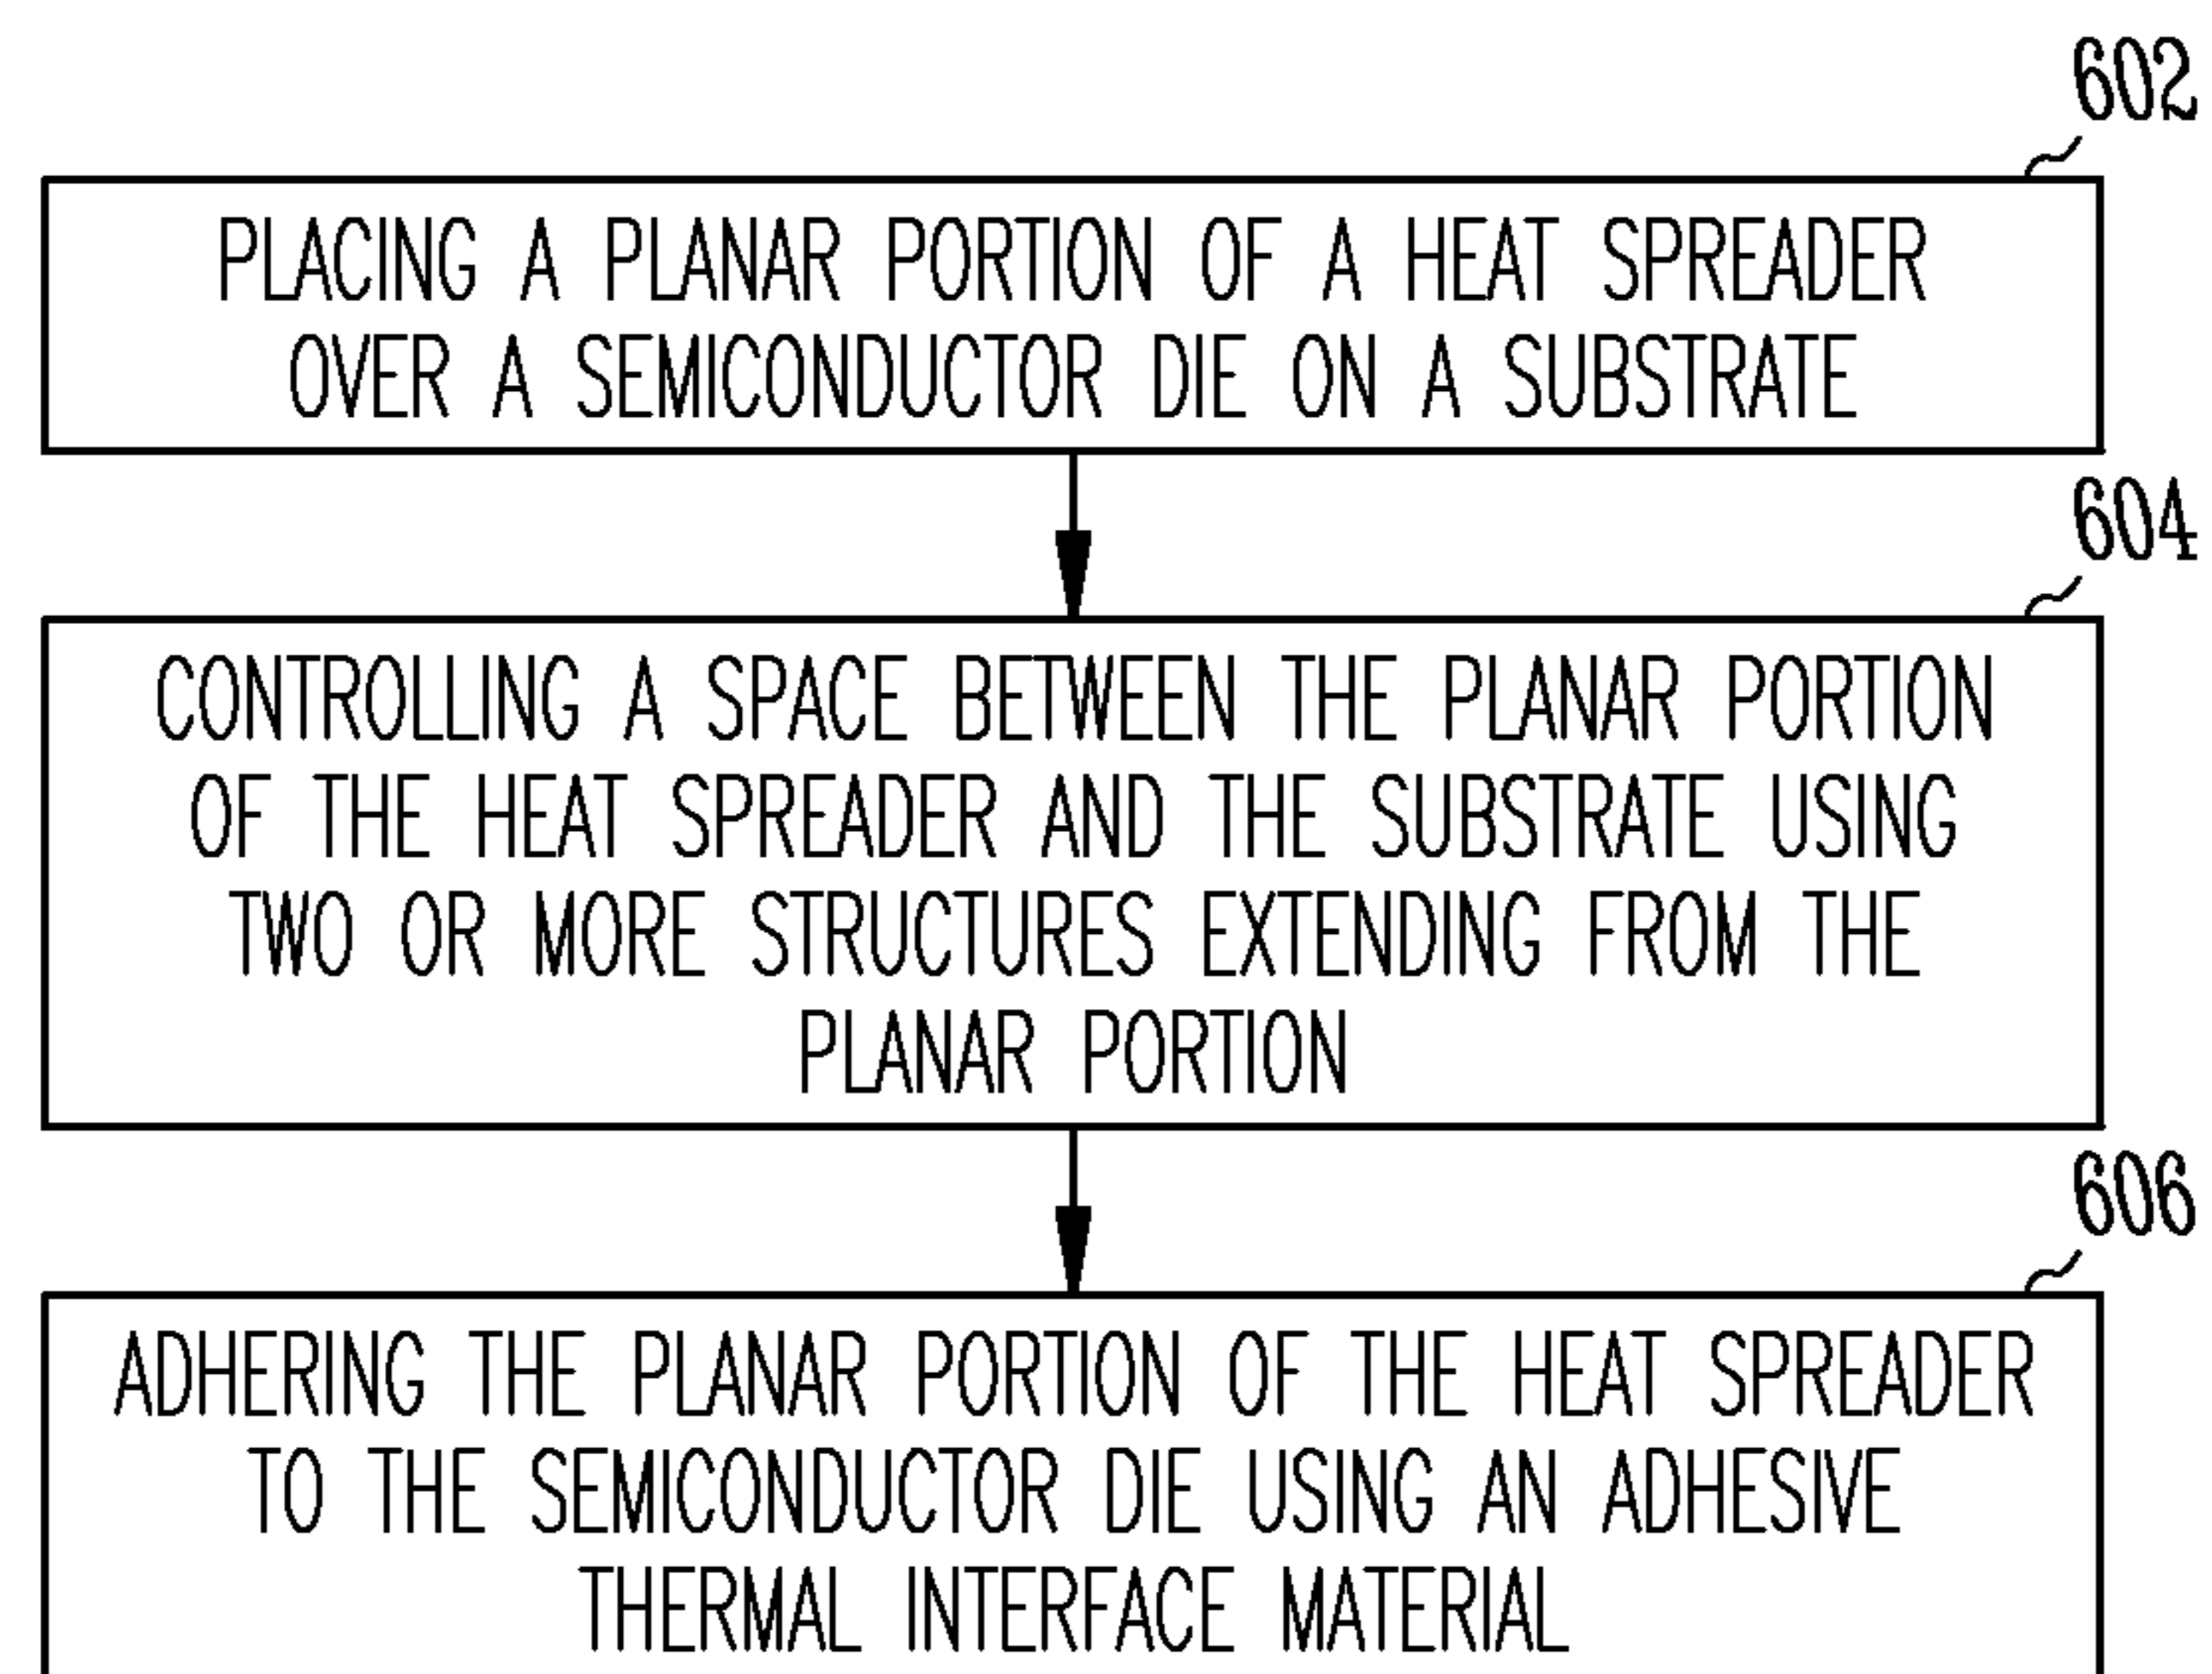 602
PLACING A PLANAR PORTION OF A HEAT SPREADER
OVER A SEMICONDUCTOR DIE ON A SUBSTRATE
604
CONTROLLING A SPACE BETWEEN THE PLANAR PORTION
OF THE HEAT SPREADER AND THE SUBSTRATE USING
TWO OR MORE STRUCTURES EXTENDING FROM THE
PLANAR PORTION
606
ADHERING THE PLANAR PORTION OF THE HEAT SPREADER
TO THE SEMICONDUCTOR DIE USING AN ADHESIVE
THERMAL INTERFACE MATERIAL